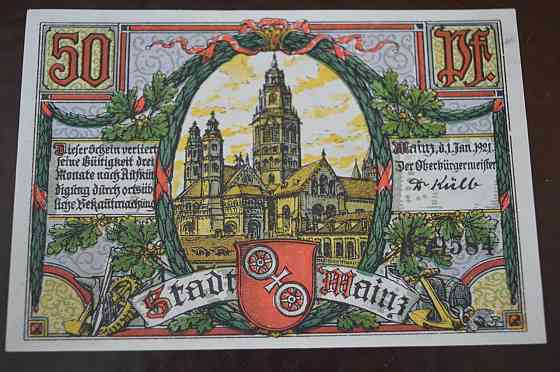 50
Pf.
Dieser Schein verliert
seine Gültigkeit drei
Monate nach Ankün
digung durch ortsüb
liche Bekanntmachung
Mainz, d. 1. Jan. 1921
Der Oberbürgermeister
Dr Külb
Stadt Mainz